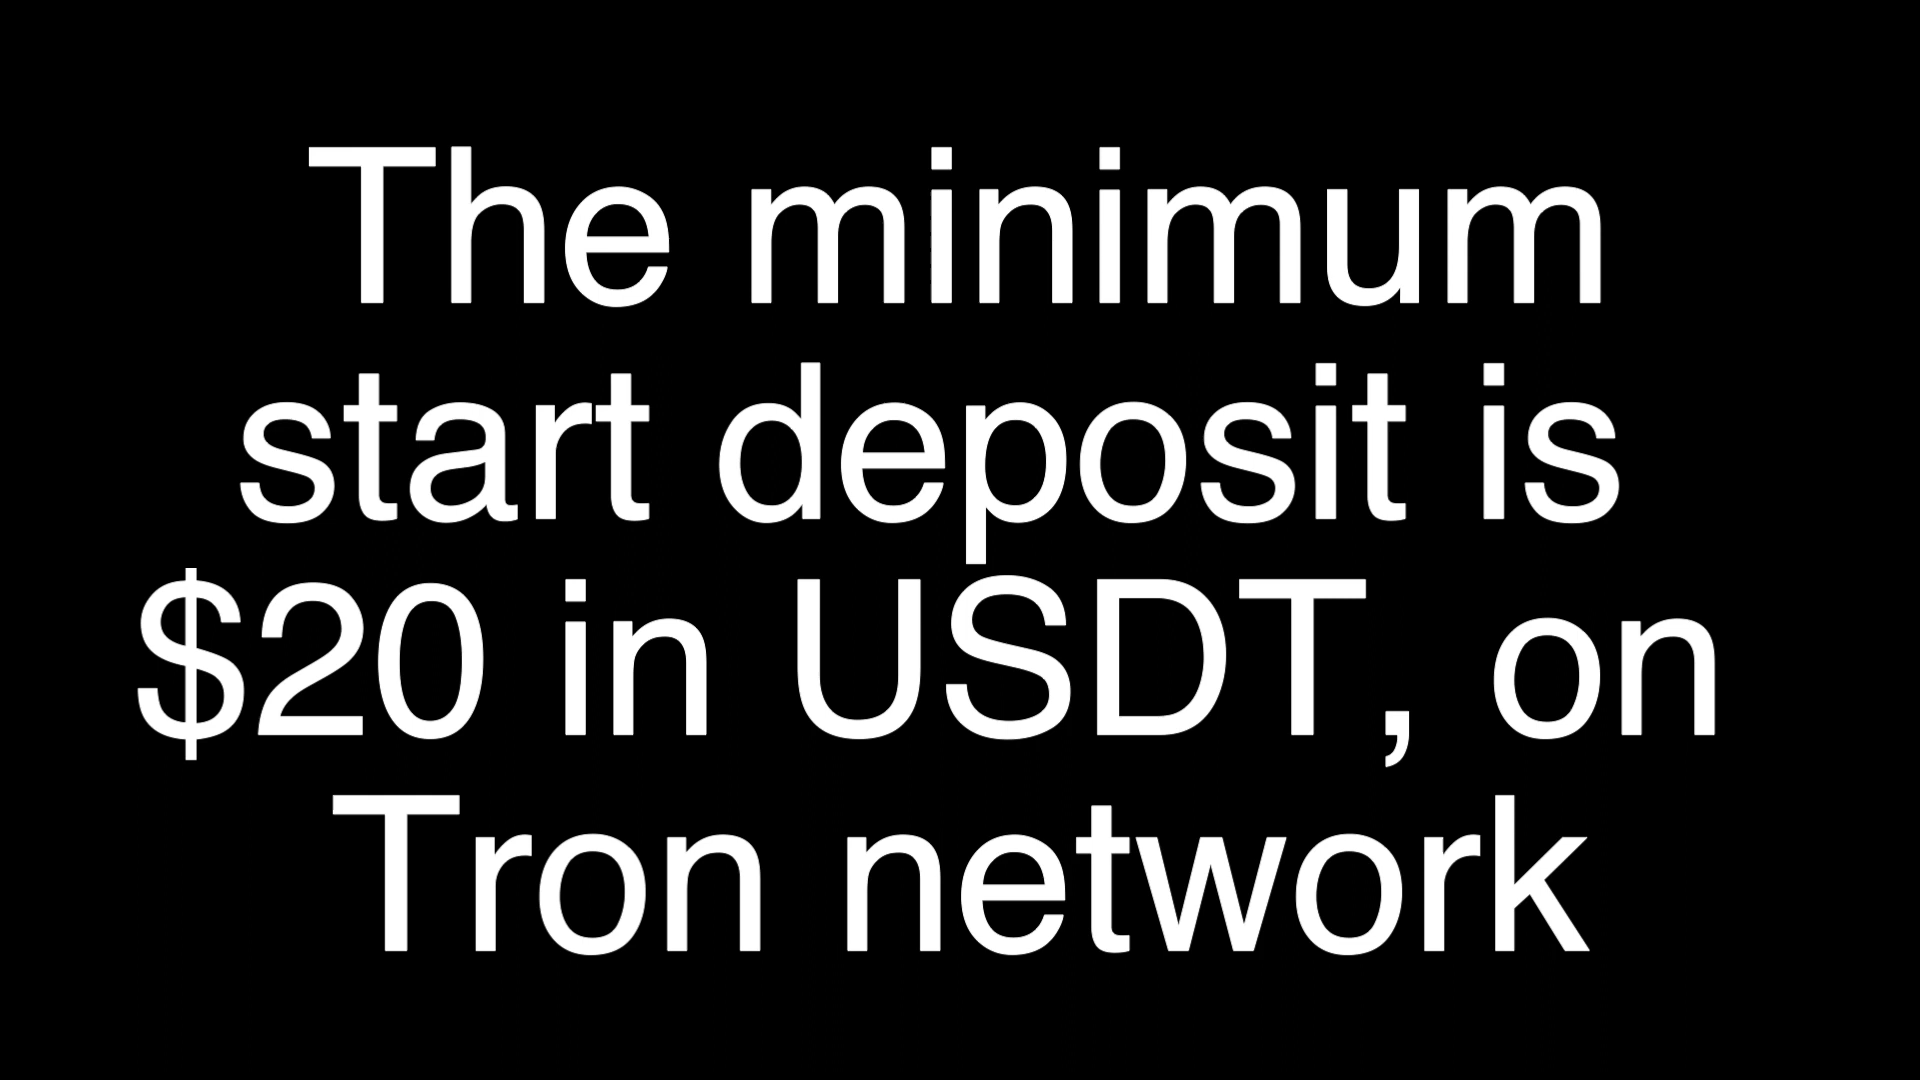 The minimum
start deposit is
$20 in USDT, on
Tron network